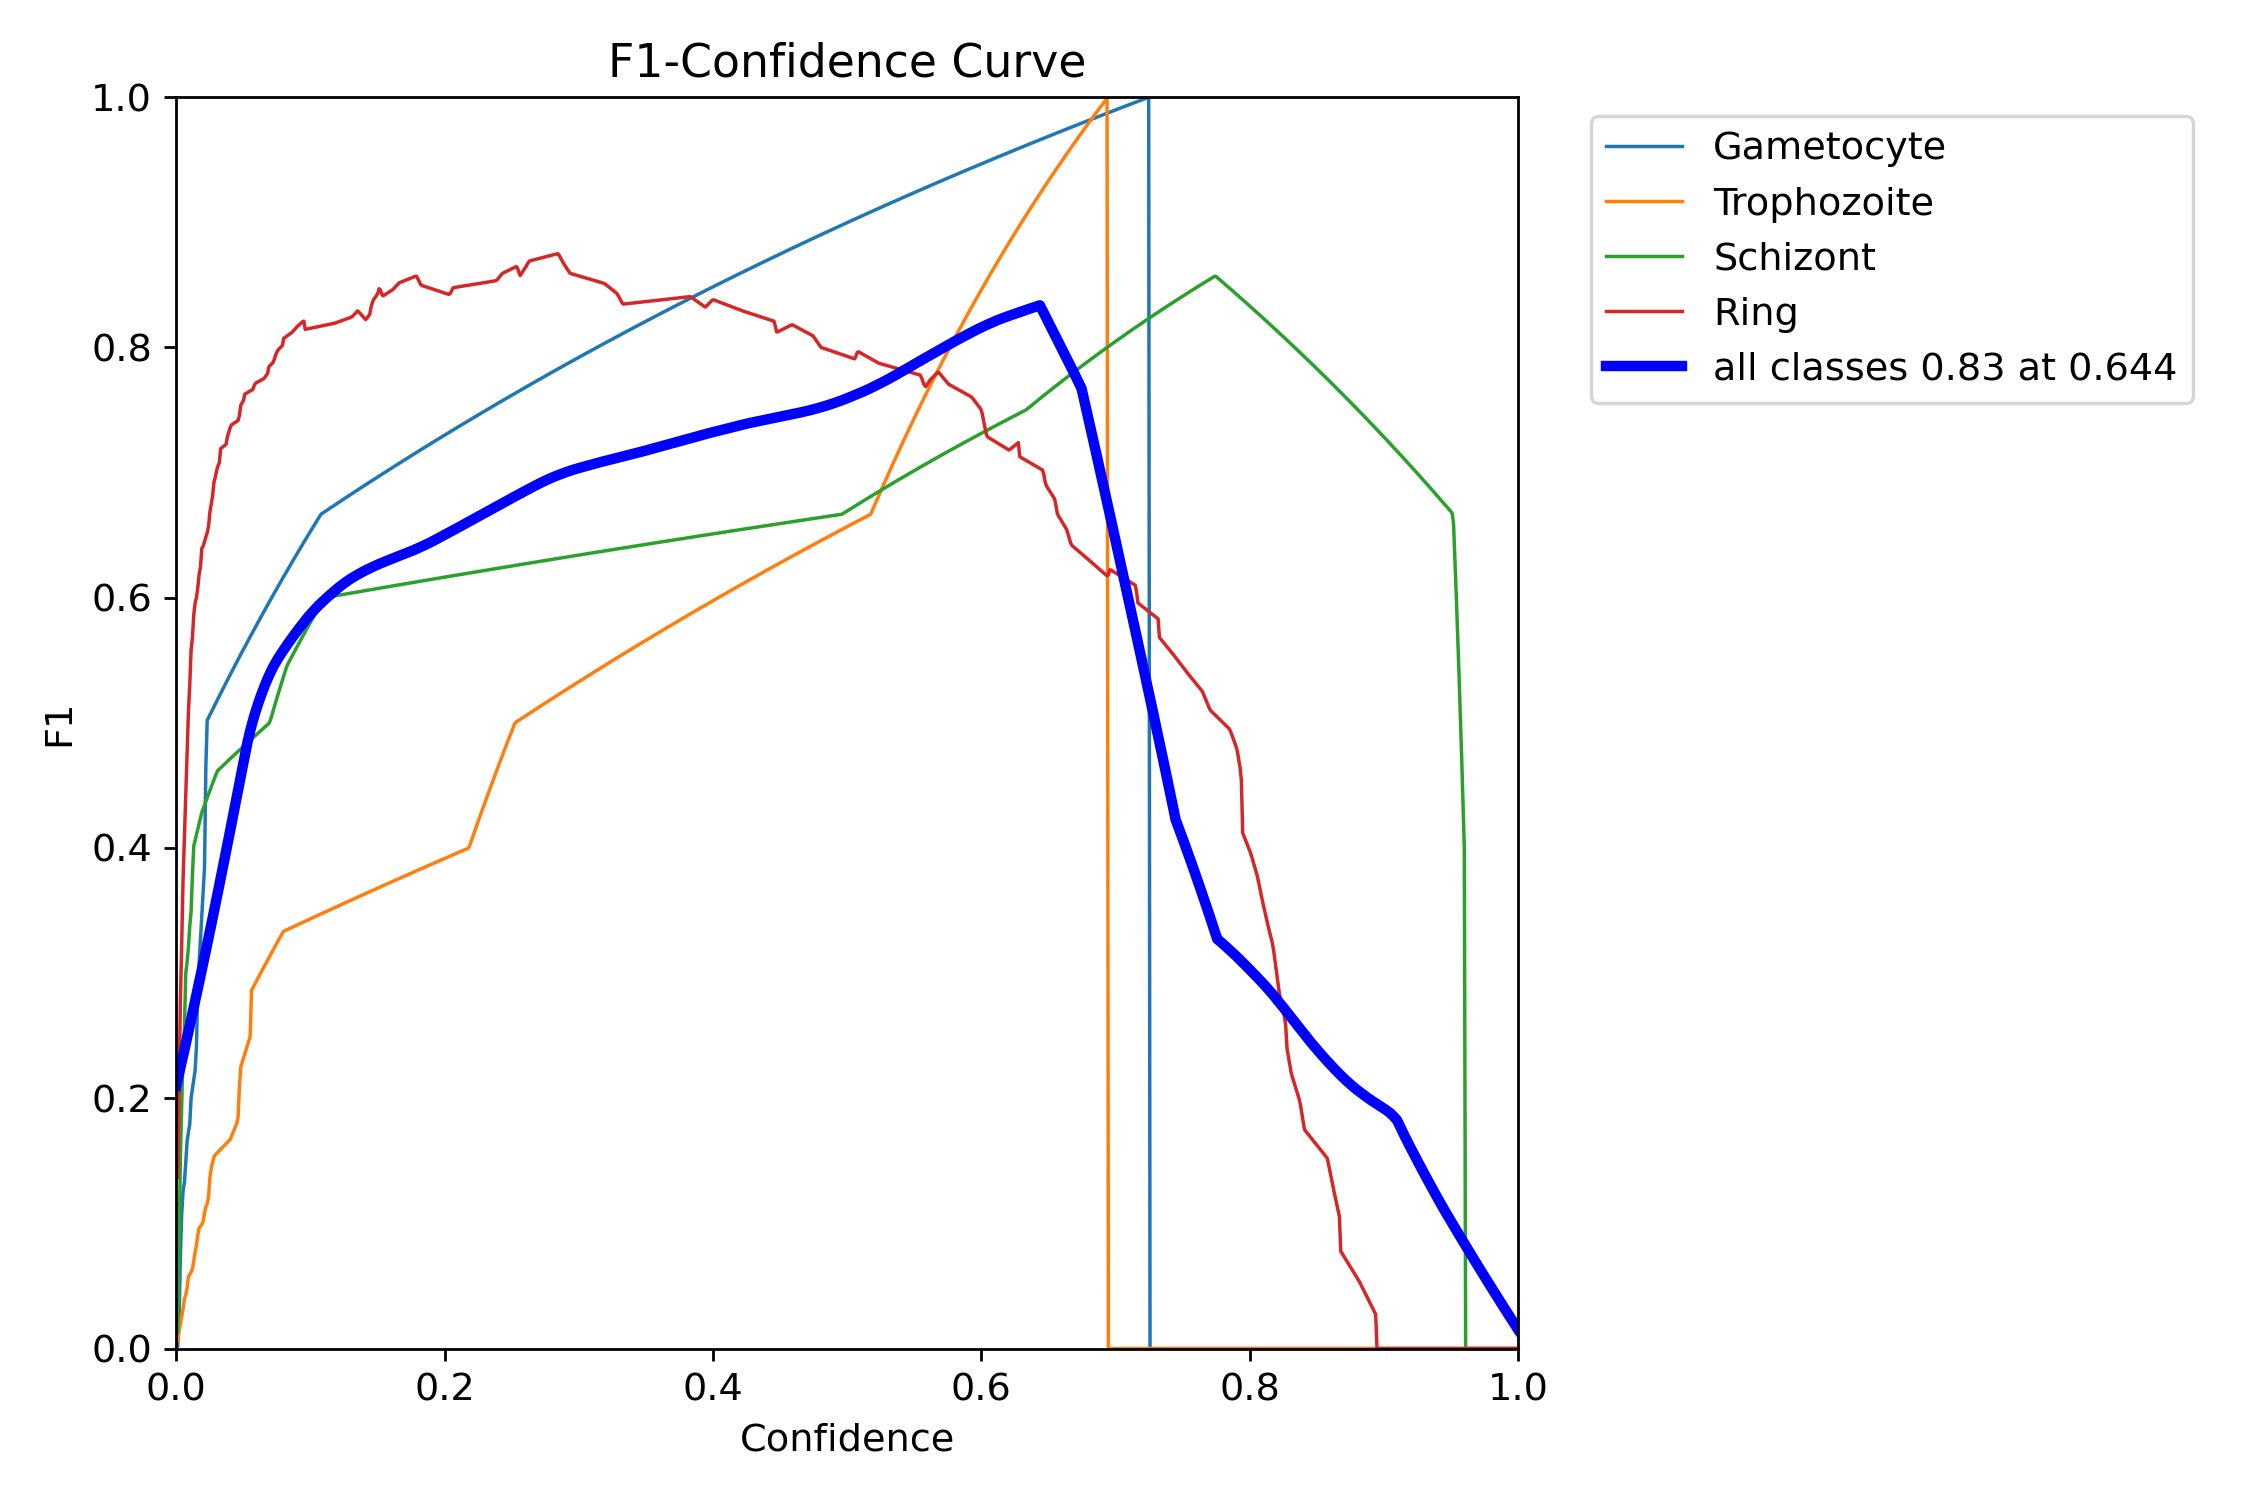 F1-Confidence Curve
1.0
0.8
0.6
0.4
0.2
0.0
F1
0.0 0.2 0.4 0.6 0.8 1.0
Confidence
Gametocyte
Trophozoite
Schizont
Ring
all classes 0.83 at 0.644